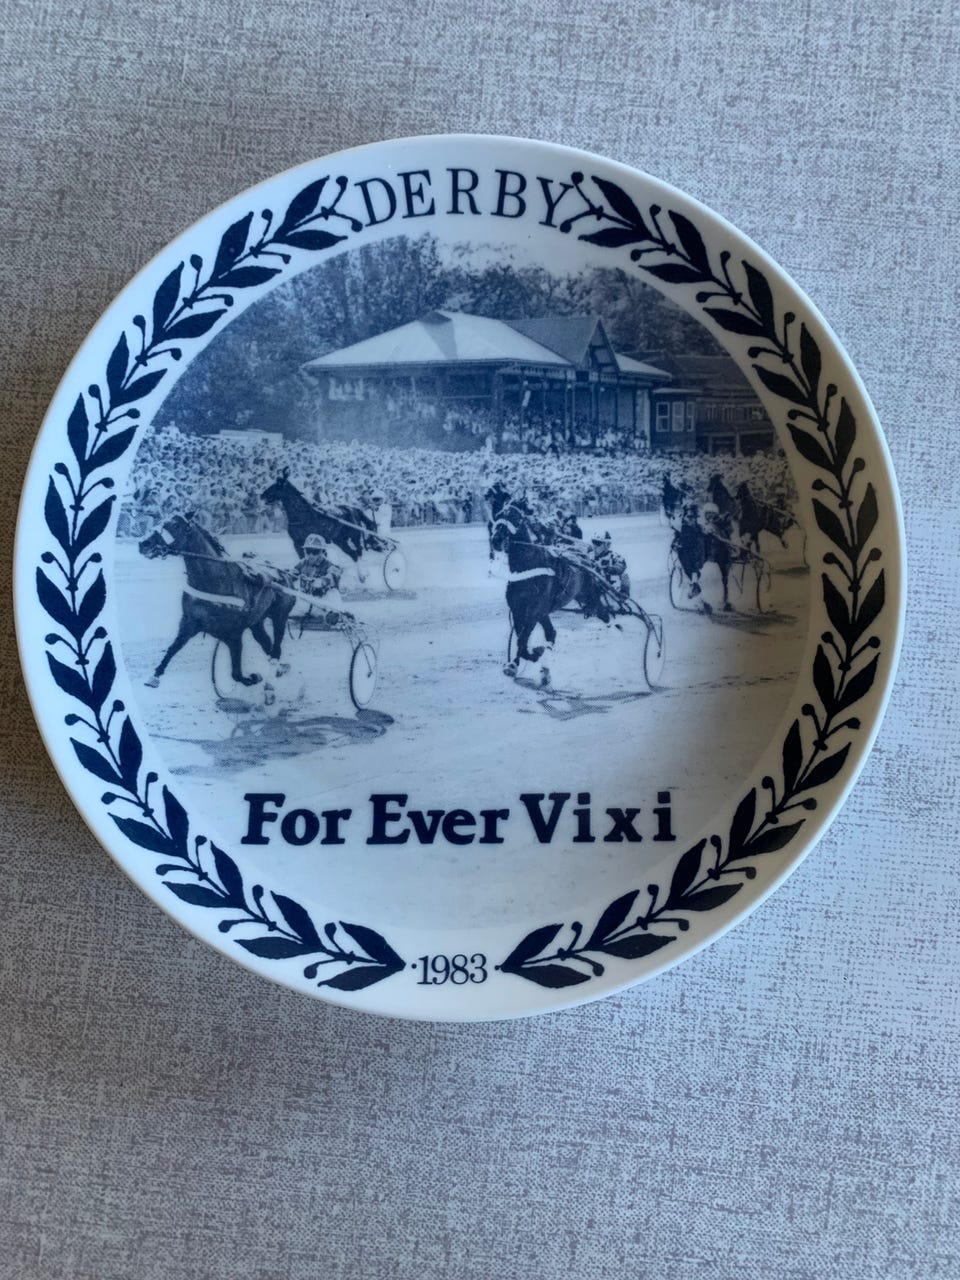 DERBY
For Ever Vixi
·1983·